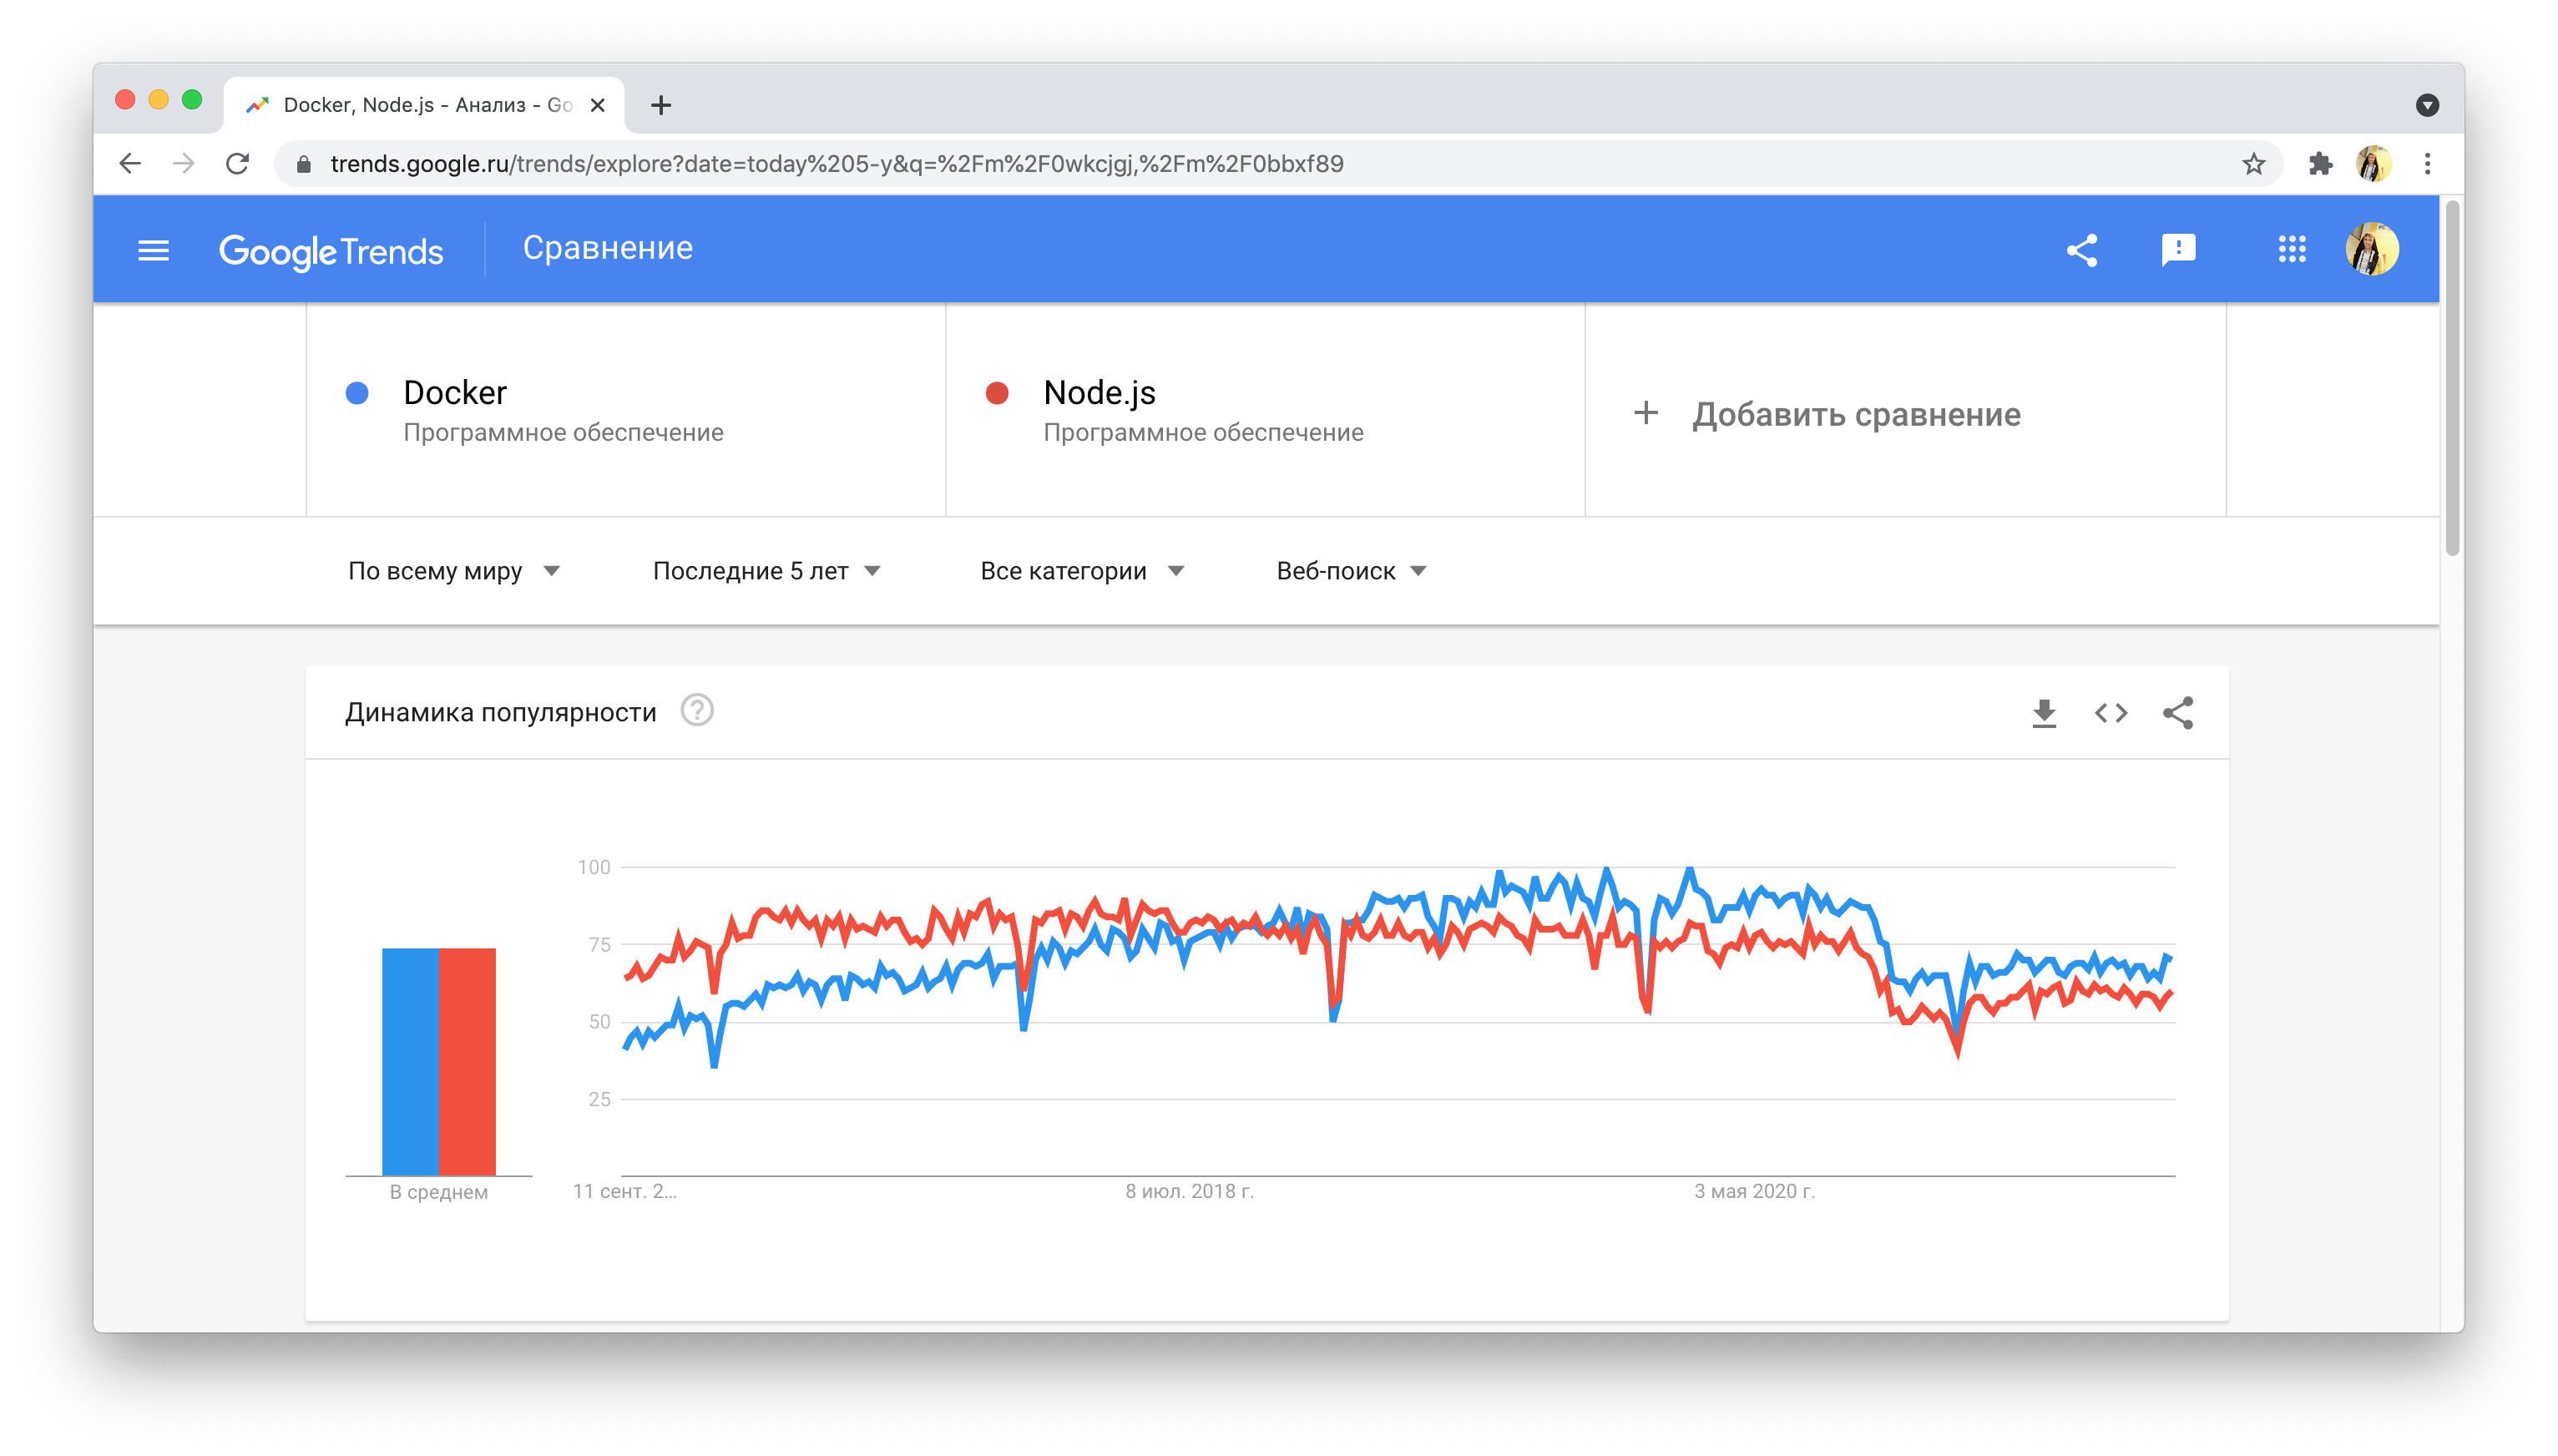 Docker, Node.js - Анализ - Go
trends.google.ru/trends/explore?date=today%205-y&q=%2Fm%2F0wkcjgj,%2Fm%2F0bbxf89
Google Trends Сравнение
Docker
Программное обеспечение
Node.js
Программное обеспечение
+ Добавить сравнение
По всему миру Последние 5 лет Все категории Веб-поиск
Динамика популярности ?
100
75
50
25
В среднем
11 сент. 2...
8 июл. 2018 г.
3 мая 2020 г.